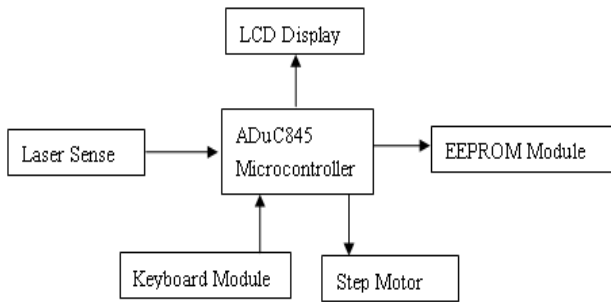 LCD Display
ADuC845
Microcontroller
Laser Sense
EEPROM Module
Keyboard Module
Step Motor